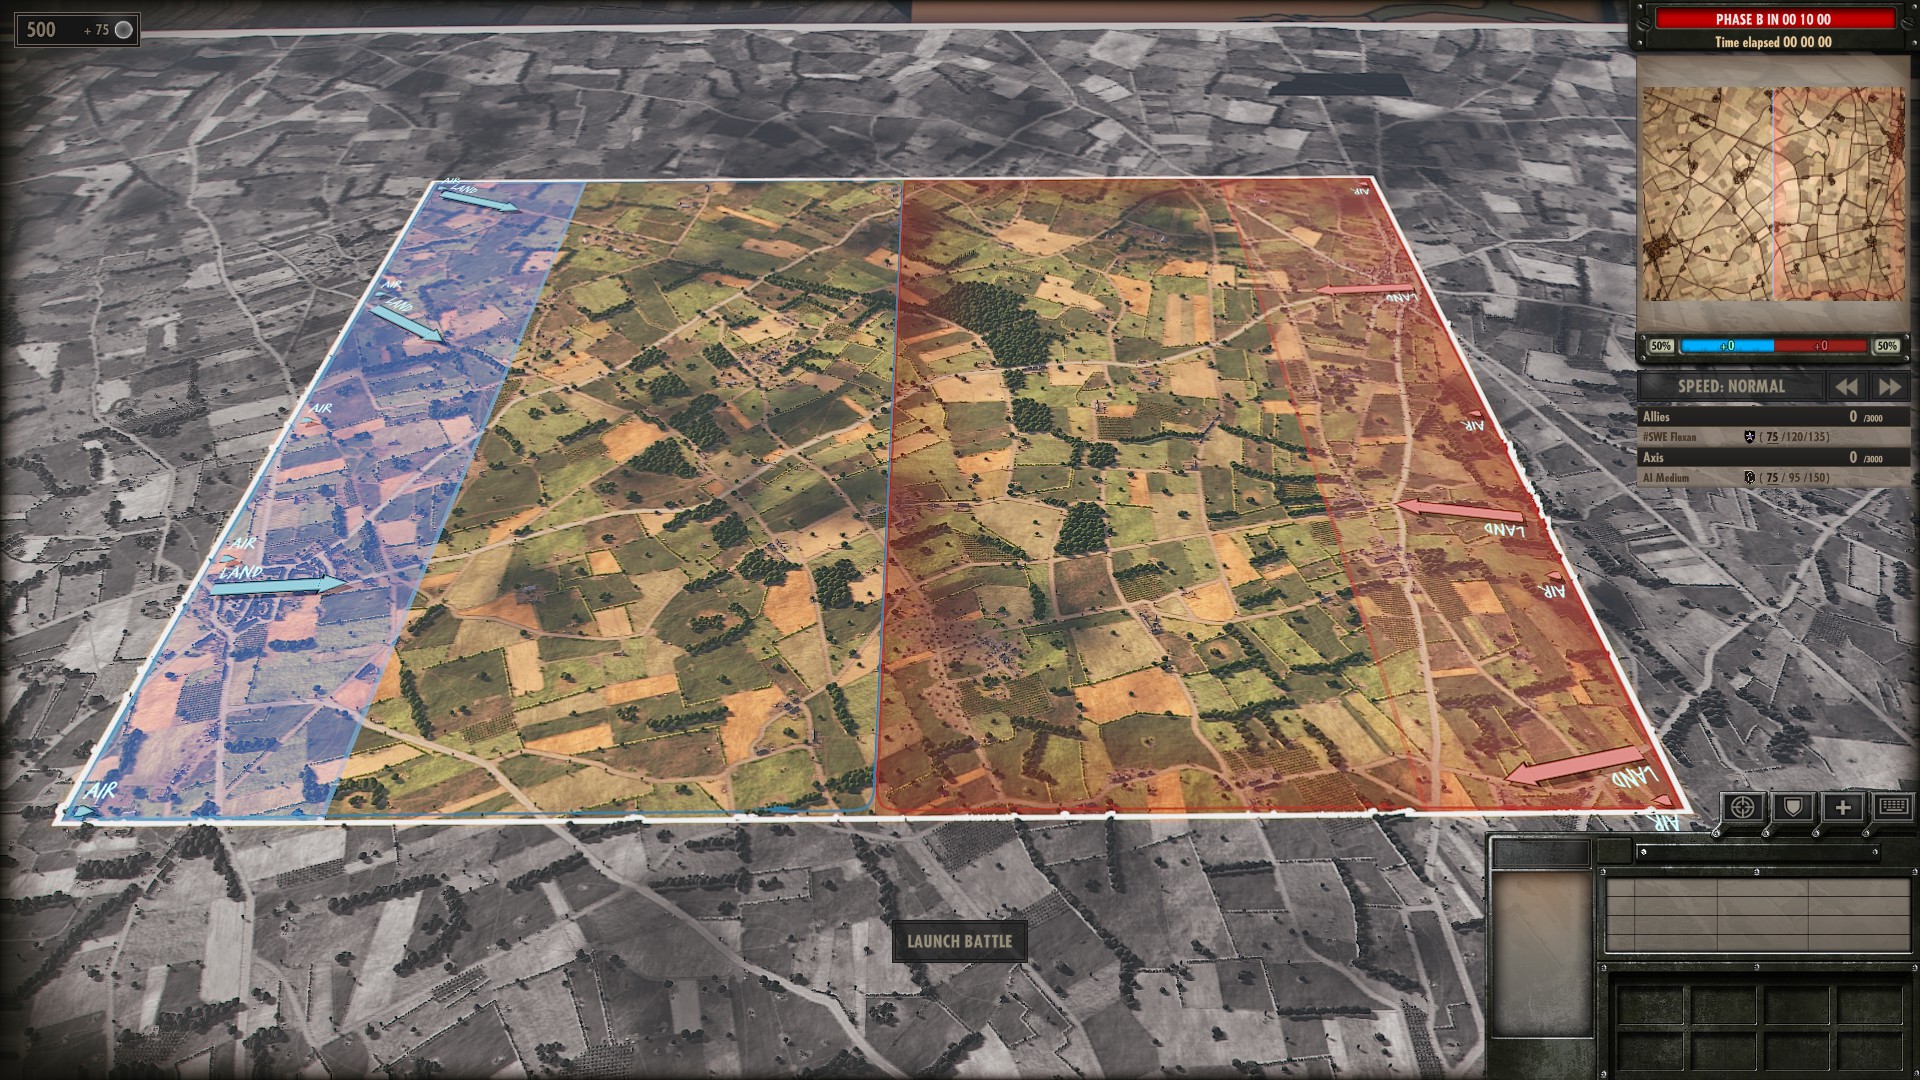 500 + 75
PHASE B IN 00 10 00
Time elapsed 00 00 00
50% +0 +0 50%
SPEED: NORMAL
Allies 0 /3000
#SWE Flexan ( 75 /120/135)
Axis 0 /3000
AI Medium ( 75 / 95 /150)
AIR
LAND
AIR
LAND
AIR
AIR
LAND
AIR
AIR
LAND
AIR
LAND
AIR
LAND
AIR
LAUNCH BATTLE